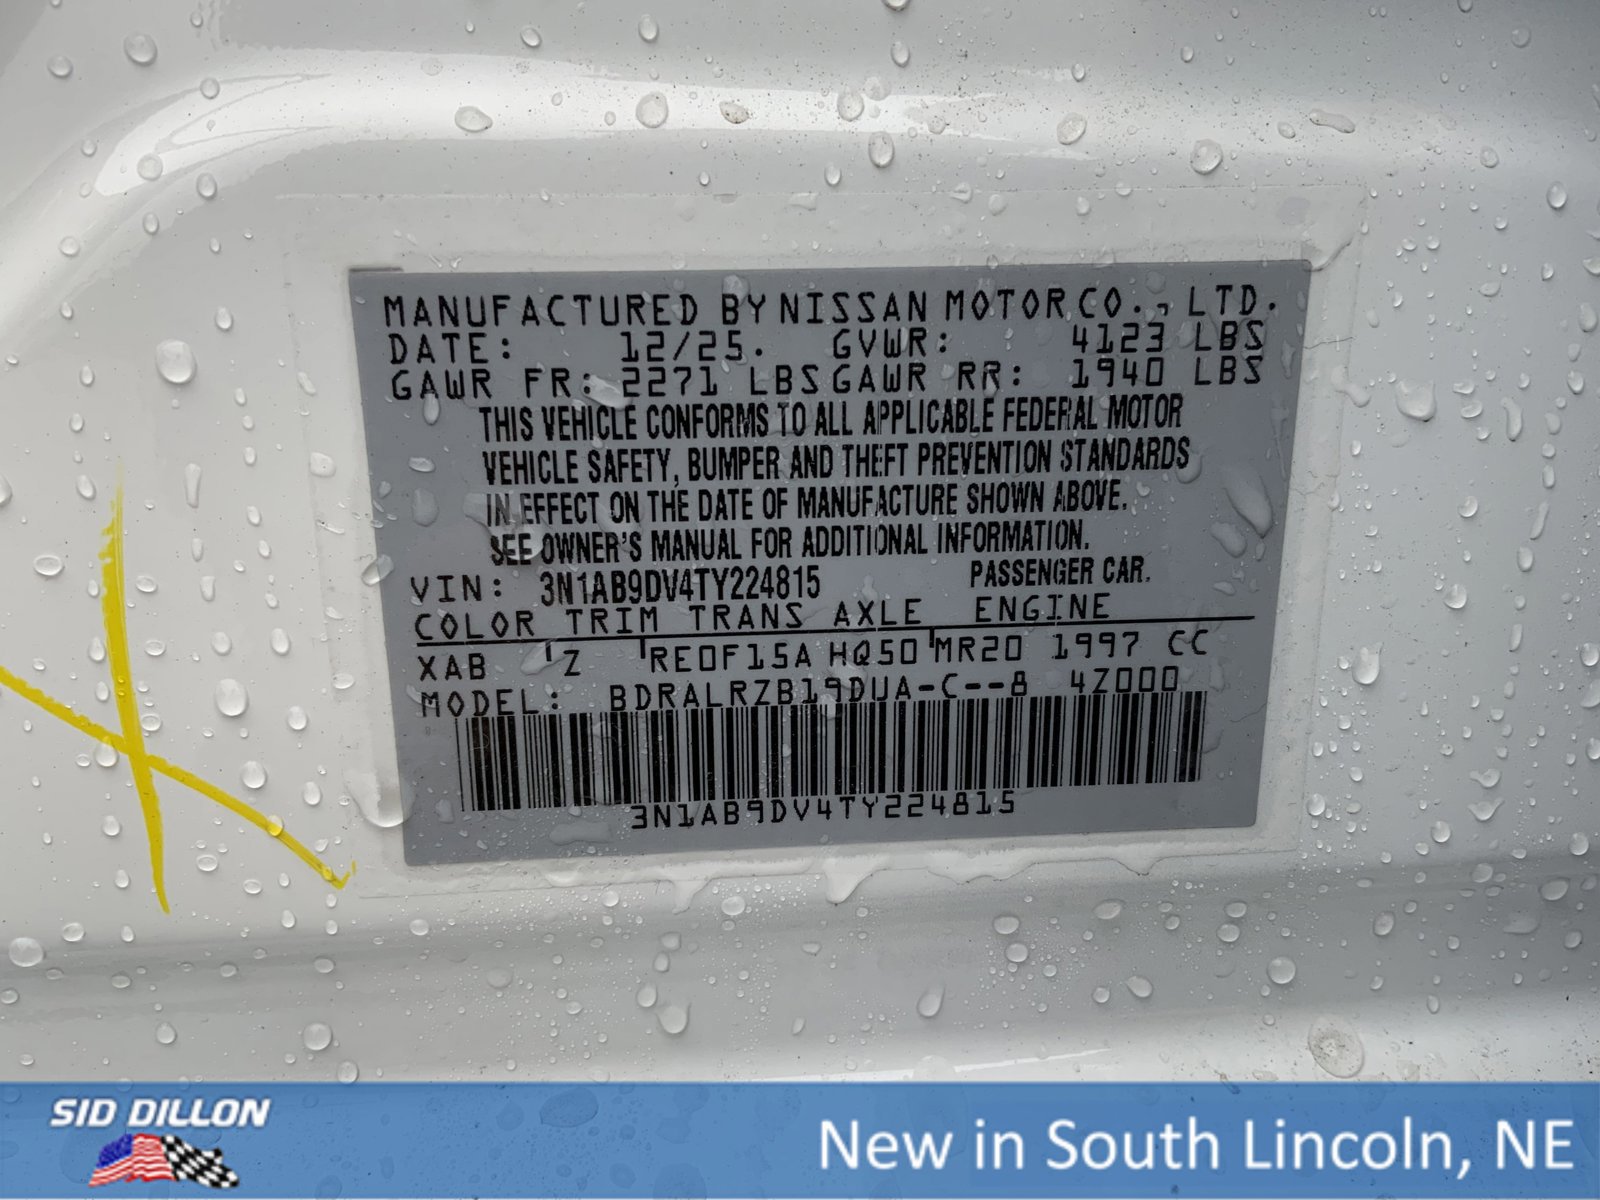 MANUFACTURED BY NISSAN MOTOR CO., LTD.
DATE: 12/25. GVWR: 4123 LBS
GAWR FR: 2271 LBS GAWR RR: 1940 LBS
THIS VEHICLE CONFORMS TO ALL APPLICABLE FEDERAL MOTOR
VEHICLE SAFETY, BUMPER AND THEFT PREVENTION STANDARDS
IN EFFECT ON THE DATE OF MANUFACTURE SHOWN ABOVE.
SEE OWNER'S MANUAL FOR ADDITIONAL INFORMATION.
VIN: 3N1AB9DV4TY224815 PASSENGER CAR.
COLOR TRIM TRANS AXLE ENGINE
XAB Z RE0F15A HQ50 MR20 1997 CC
MODEL: BDRALRZB19DUA-C--8 4Z000
3N1AB9DV4TY224815
SID DILLON
New in South Lincoln, NE